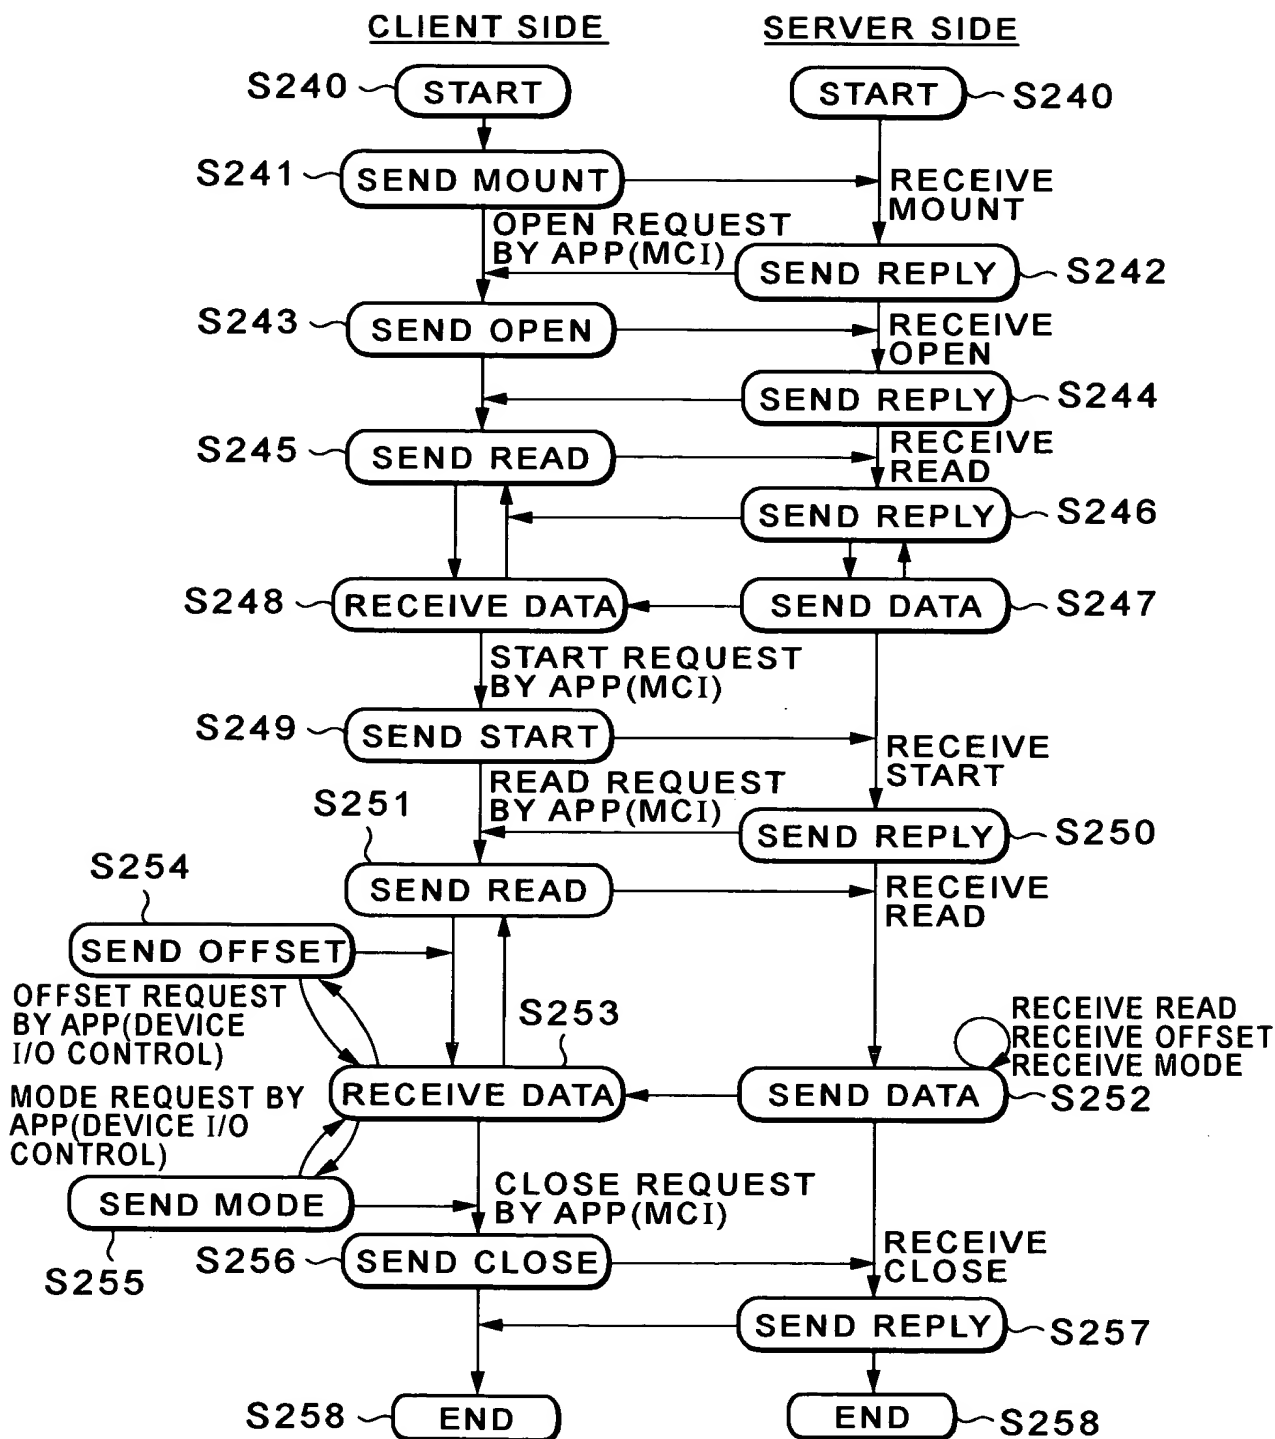 CLIENT SIDE
SERVER SIDE
S240
START
START
S240
S241
SEND MOUNT
RECEIVE
MOUNT
OPEN REQUEST
BY APP(MCI)
SEND REPLY
S242
S243
SEND OPEN
RECEIVE
OPEN
SEND REPLY
S244
S245
SEND READ
RECEIVE
READ
SEND REPLY
S246
S248
RECEIVE DATA
SEND DATA
S247
START REQUEST
BY APP(MCI)
S249
SEND START
RECEIVE
START
READ REQUEST
BY APP(MCI)
S251
SEND REPLY
S250
SEND READ
RECEIVE
READ
S254
SEND OFFSET
OFFSET REQUEST
BY APP(DEVICE
I/O CONTROL)
S253
RECEIVE READ
RECEIVE OFFSET
RECEIVE MODE
RECEIVE DATA
SEND DATA
S252
MODE REQUEST BY
APP(DEVICE I/O
CONTROL)
SEND MODE
S255
CLOSE REQUEST
BY APP(MCI)
S256
SEND CLOSE
RECEIVE
CLOSE
SEND REPLY
S257
S258
END
END
S258